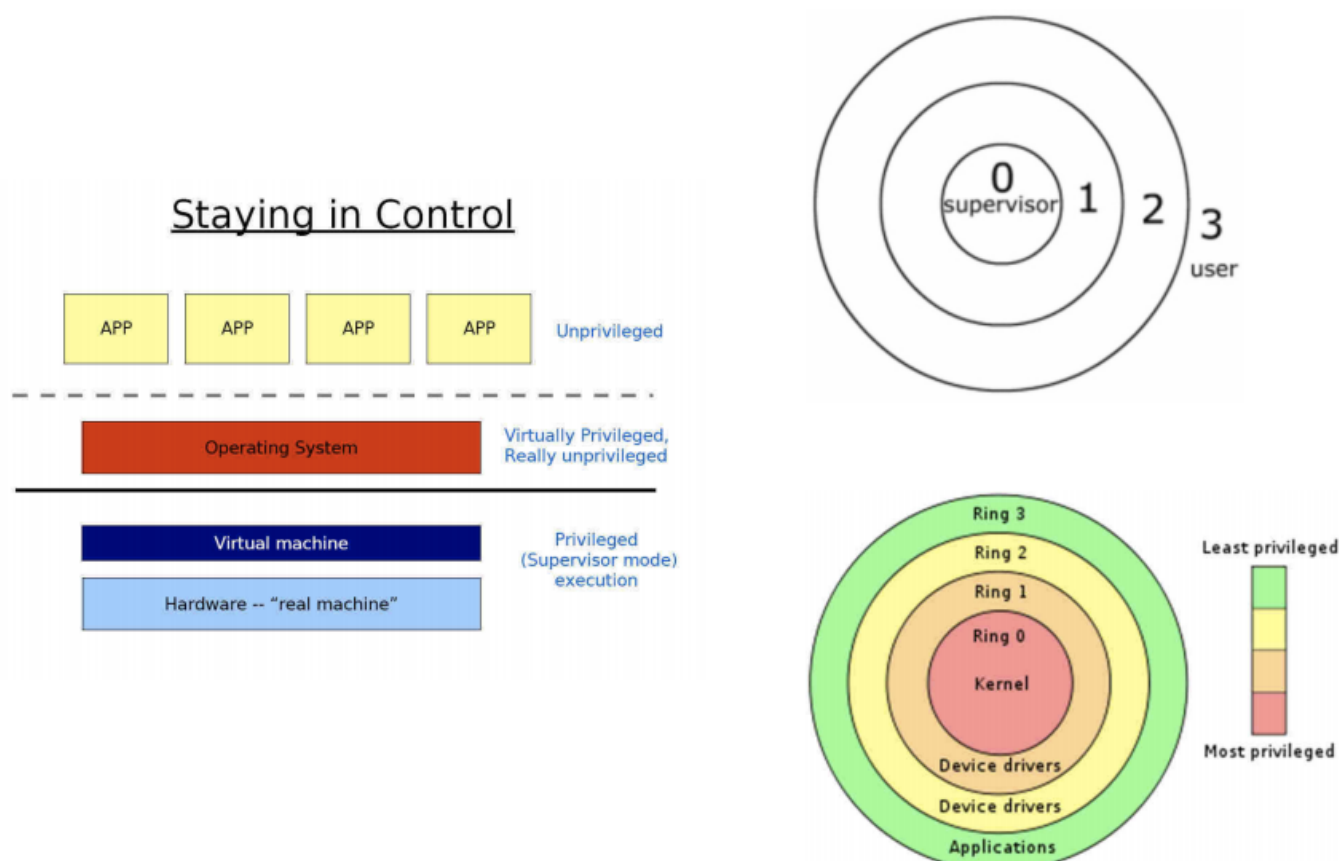 Staying in Control
APP APP APP APP
Unprivileged
Operating System
Virtually Privileged,
Really unprivileged
Virtual machine
Privileged
(Supervisor mode)
execution
Hardware -- “real machine”
0
supervisor
1
2
3
user
Ring 3
Ring 2
Ring 1
Ring 0
Kernel
Device drivers
Device drivers
Applications
Least privileged
Most privileged